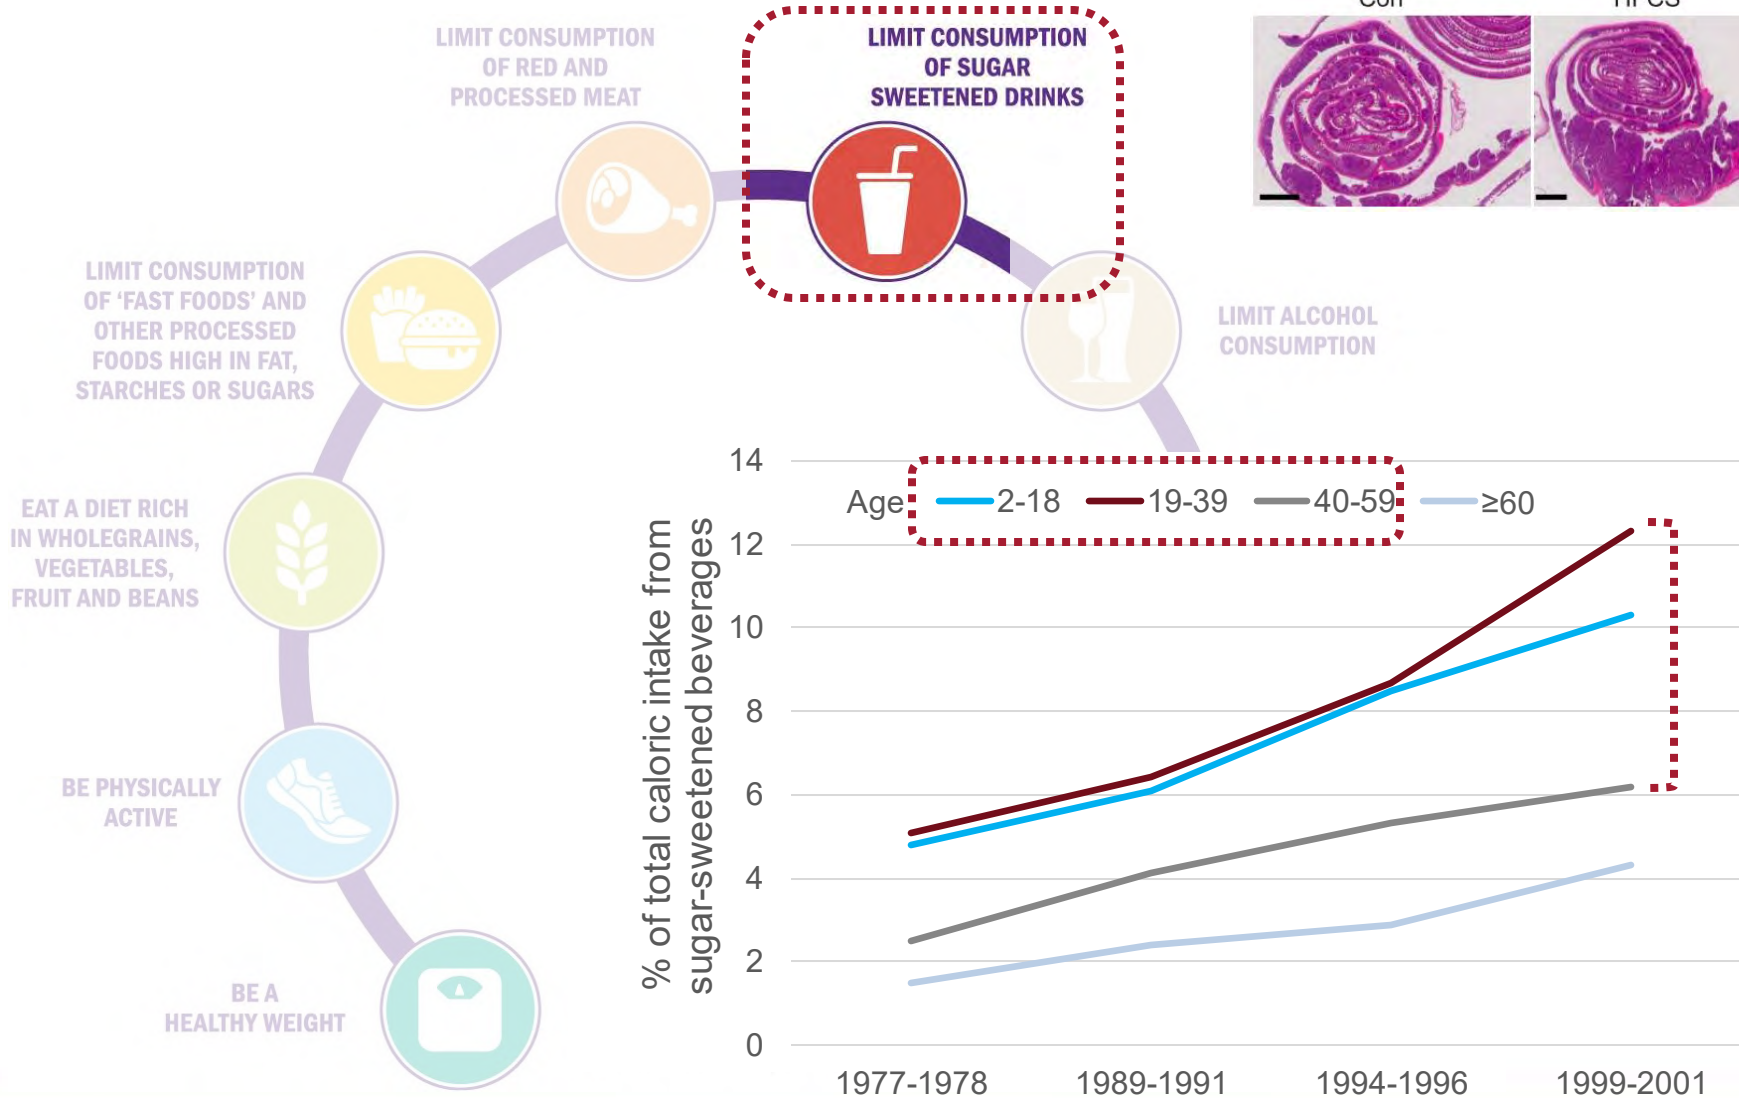 LIMIT CONSUMPTION
OF RED AND
PROCESSED MEAT
LIMIT CONSUMPTION
OF SUGAR
SWEETENED DRINKS
LIMIT CONSUMPTION
OF ‘FAST FOODS’ AND
OTHER PROCESSED
FOODS HIGH IN FAT,
STARCHES OR SUGARS
LIMIT ALCOHOL
CONSUMPTION
EAT A DIET RICH
IN WHOLEGRAINS,
VEGETABLES,
FRUIT AND BEANS
BE PHYSICALLY
ACTIVE
BE A
HEALTHY WEIGHT
Con
HFCS
% of total caloric intake from
sugar-sweetened beverages
Age 2-18 19-39 40-59 ≥60
14
12
10
8
6
4
2
0
1977-1978 1989-1991 1994-1996 1999-2001